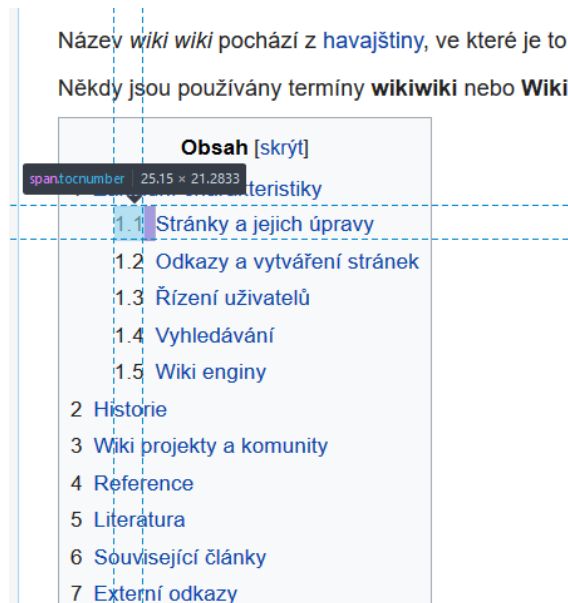 Název wiki wiki pochází z havajštiny, ve které je to
Někdy jsou používány termíny wikiwiki nebo Wiki
Obsah [skrýt]
span.tocnumber 25.15 × 21.2833
1.1 Stránky a jejich úpravy
1.2 Odkazy a vytváření stránek
1.3 Řízení uživatelů
1.4 Vyhledávání
1.5 Wiki enginy
2 Historie
3 Wiki projekty a komunity
4 Reference
5 Literatura
6 Související články
7 Externí odkazy